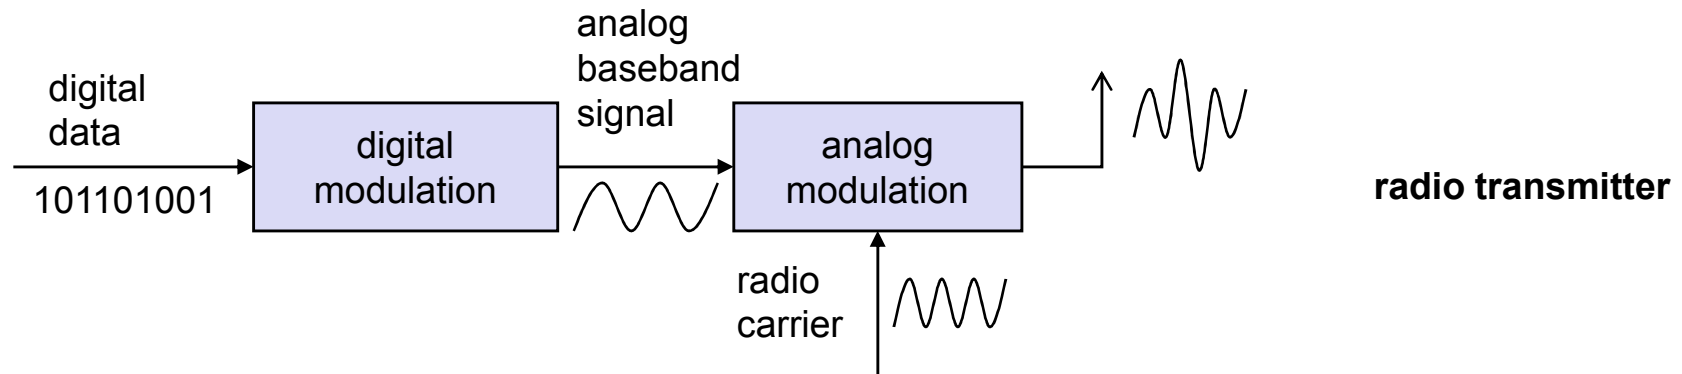 digital
data
101101001
digital
modulation
analog
baseband
signal
analog
modulation
radio
carrier
radio transmitter